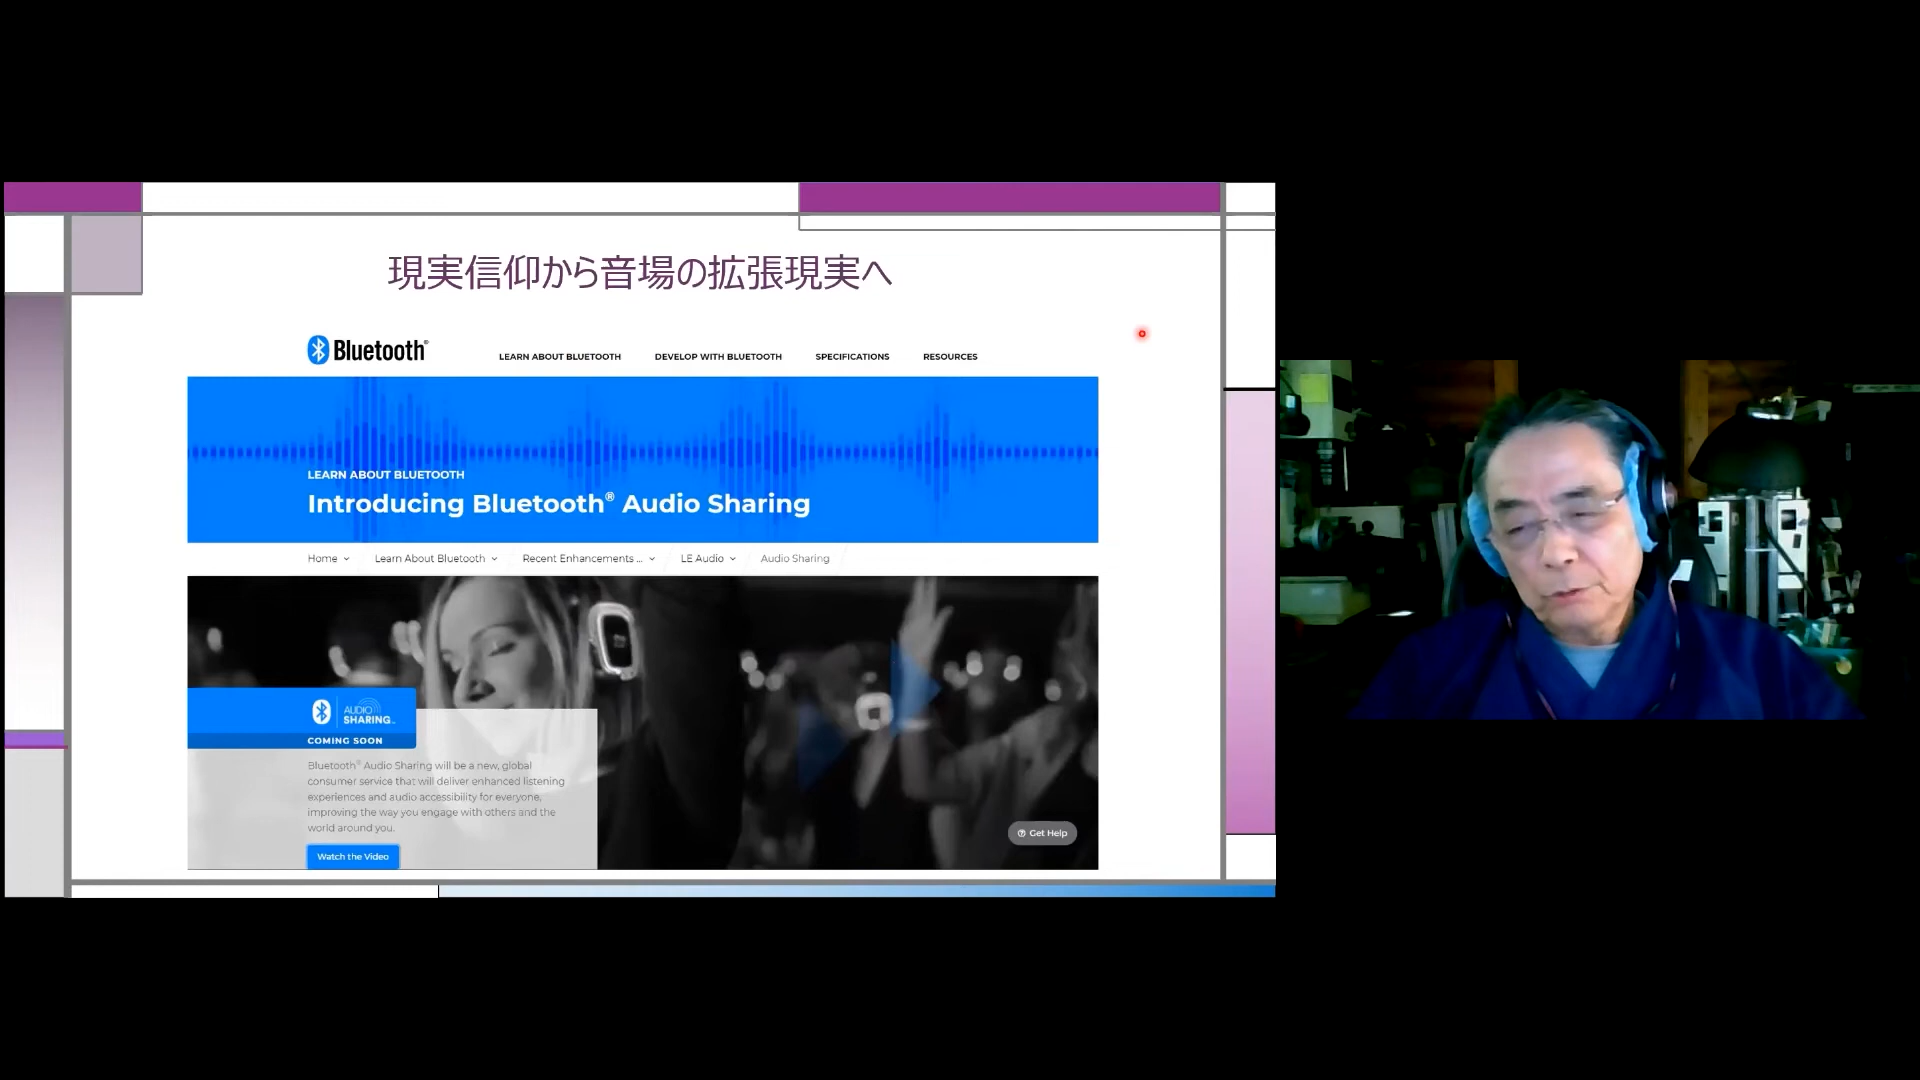 現実信仰から音場の拡張現実へ
Bluetooth®
LEARN ABOUT BLUETOOTH DEVELOP WITH BLUETOOTH SPECIFICATIONS RESOURCES
LEARN ABOUT BLUETOOTH
Introducing Bluetooth® Audio Sharing
Home Learn About Bluetooth Recent Enhancements ... LE Audio Audio Sharing
AUDIO
SHARING™
COMING SOON
Bluetooth® Audio Sharing will be a new, global
consumer service that will deliver enhanced listening
experiences and audio accessibility for everyone,
improving the way you engage with others and the
world around you.
Watch the Video
Get Help